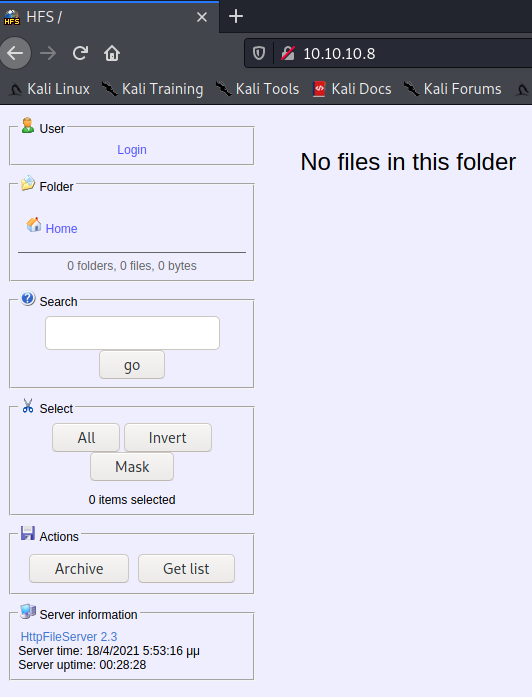 HFS /
10.10.10.8
Kali Linux Kali Training Kali Tools Kali Docs Kali Forums
User
Login
Folder
Home
0 folders, 0 files, 0 bytes
Search
go
Select
All Invert
Mask
0 items selected
Actions
Archive Get list
Server information
HttpFileServer 2.3
Server time: 18/4/2021 5:53:16 μμ
Server uptime: 00:28:28
No files in this folder